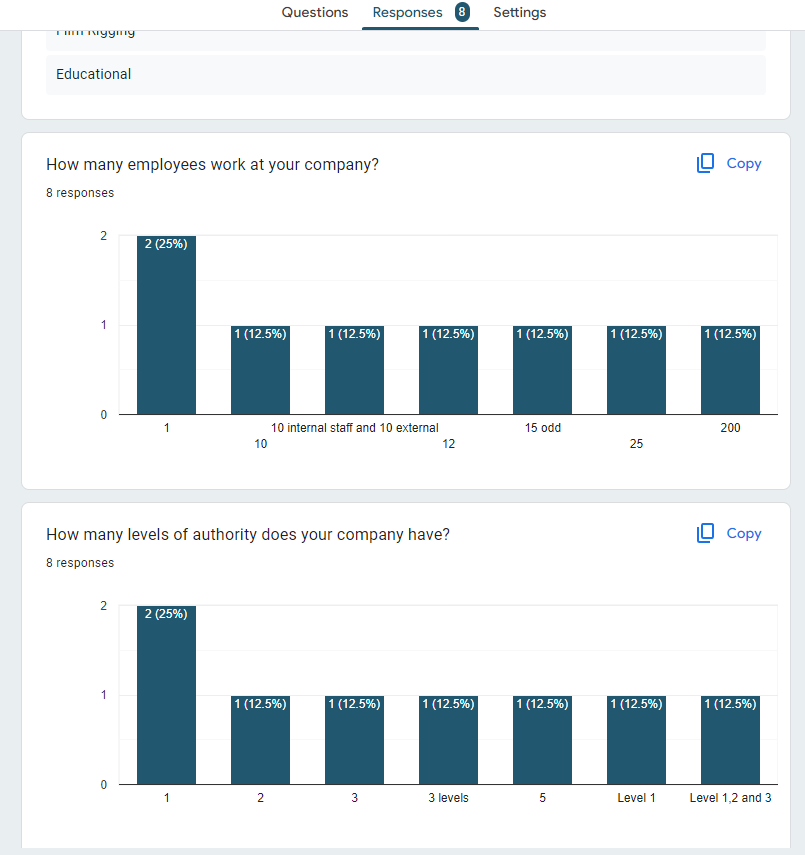 Questions Responses 8 Settings
Film Rigging
Educational
How many employees work at your company?
Copy
8 responses
2
2 (25%)
1
1 (12.5%) 1 (12.5%) 1 (12.5%) 1 (12.5%) 1 (12.5%) 1 (12.5%)
0
1 10 internal staff and 10 external 15 odd 200
10 12 25
How many levels of authority does your company have?
Copy
8 responses
2
2 (25%)
1
1 (12.5%) 1 (12.5%) 1 (12.5%) 1 (12.5%) 1 (12.5%) 1 (12.5%)
0
1 2 3 3 levels 5 Level 1 Level 1,2 and 3